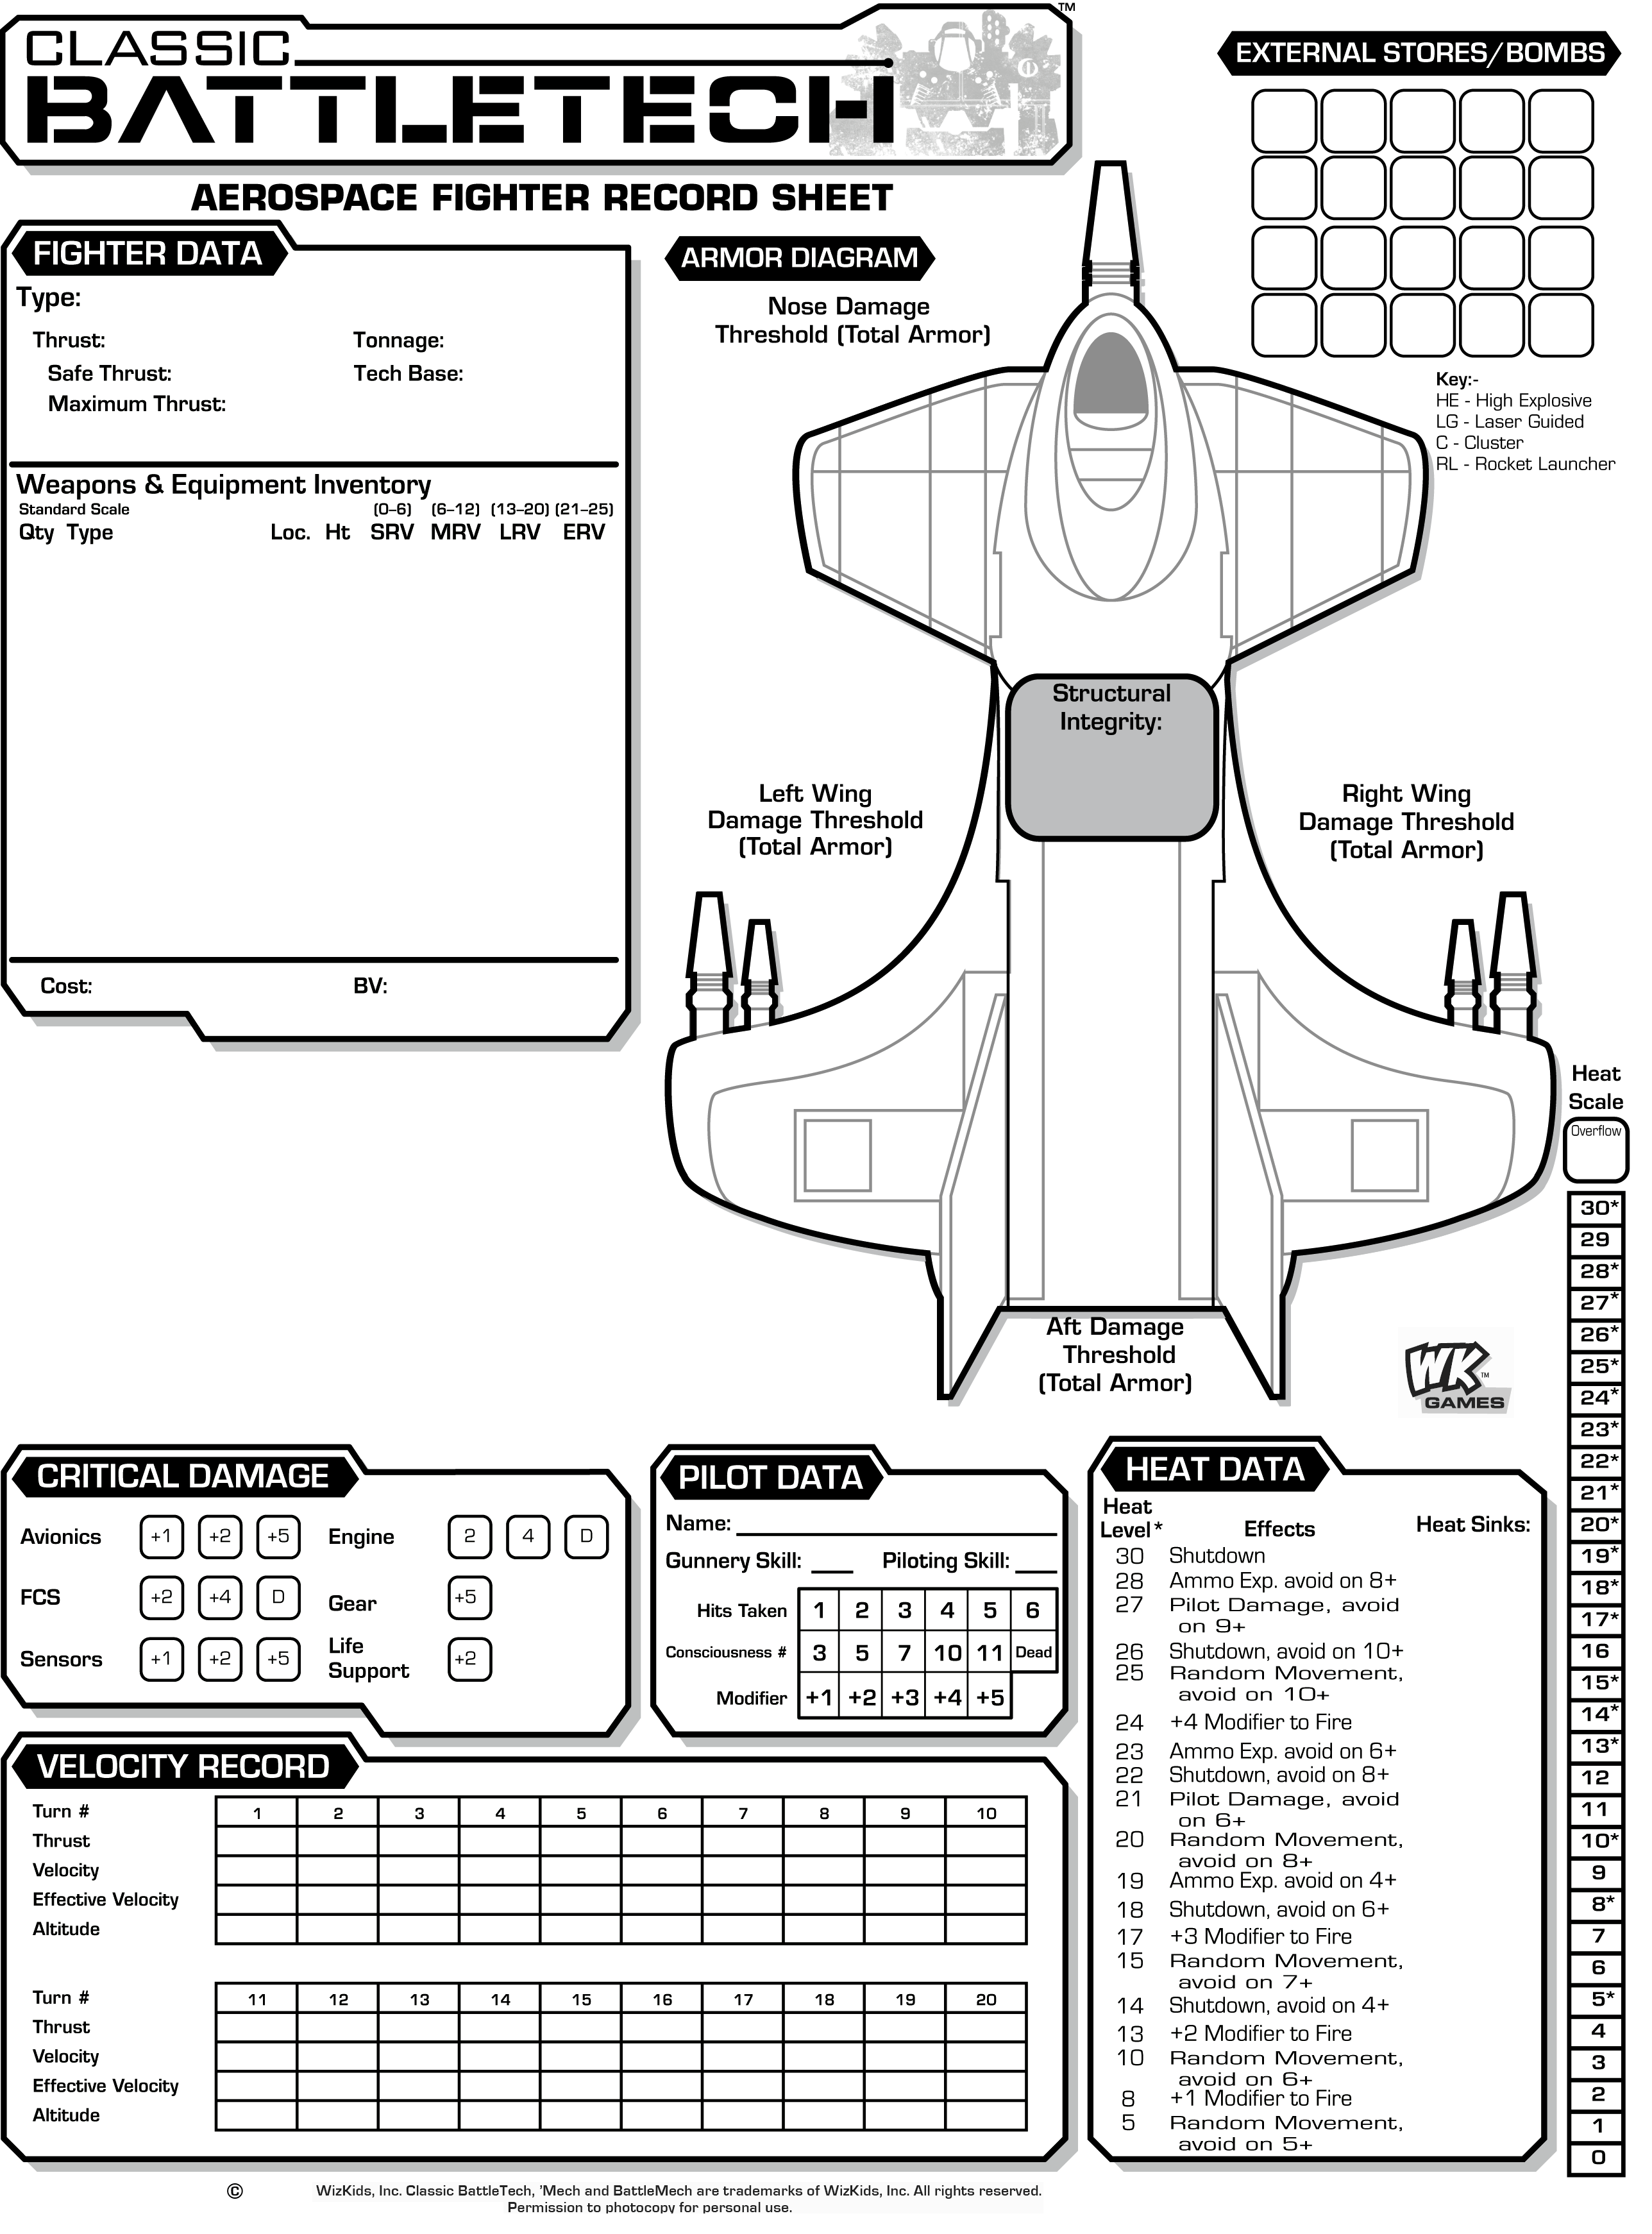 CLASSIC
BATTLETECH
™
AEROSPACE FIGHTER RECORD SHEET
EXTERNAL STORES/BOMBS
Key:-
HE - High Explosive
LG - Laser Guided
C - Cluster
RL - Rocket Launcher
FIGHTER DATA
Type:
Thrust: Tonnage:
Safe Thrust: Tech Base:
Maximum Thrust:
Weapons & Equipment Inventory
Standard Scale (0–6) (6–12) (13–20) (21–25)
Qty Type Loc. Ht SRV MRV LRV ERV
Cost: BV:
ARMOR DIAGRAM
Nose Damage
Threshold (Total Armor)
Structural
Integrity:
Left Wing
Damage Threshold
(Total Armor)
Right Wing
Damage Threshold
(Total Armor)
Aft Damage
Threshold
(Total Armor)
WK™
GAMES
Heat
Scale
Overflow
30*
29
28*
27*
26*
25*
24*
23*
22*
21*
20*
19*
18*
17*
16
15*
14*
13*
12
11
10*
9
8*
7
6
5*
4
3
2
1
0
CRITICAL DAMAGE
Avionics +1 +2 +5 Engine 2 4 D
FCS +2 +4 D Gear +5
Sensors +1 +2 +5 Life
Support +2
PILOT DATA
Name:
Gunnery Skill: Piloting Skill:
Hits Taken 1 2 3 4 5 6
Consciousness # 3 5 7 10 11 Dead
Modifier +1 +2 +3 +4 +5
HEAT DATA
Heat
Level* Effects Heat Sinks:
30 Shutdown
28 Ammo Exp. avoid on 8+
27 Pilot Damage, avoid
on 9+
26 Shutdown, avoid on 10+
25 Random Movement,
avoid on 10+
24 +4 Modifier to Fire
23 Ammo Exp. avoid on 6+
22 Shutdown, avoid on 8+
21 Pilot Damage, avoid
on 6+
20 Random Movement,
avoid on 8+
19 Ammo Exp. avoid on 4+
18 Shutdown, avoid on 6+
17 +3 Modifier to Fire
15 Random Movement,
avoid on 7+
14 Shutdown, avoid on 4+
13 +2 Modifier to Fire
10 Random Movement,
avoid on 6+
8 +1 Modifier to Fire
5 Random Movement,
avoid on 5+
VELOCITY RECORD
Turn # 1 2 3 4 5 6 7 8 9 10
Thrust
Velocity
Effective Velocity
Altitude
Turn # 11 12 13 14 15 16 17 18 19 20
Thrust
Velocity
Effective Velocity
Altitude
© WizKids, Inc. Classic BattleTech, 'Mech and BattleMech are trademarks of WizKids, Inc. All rights reserved.
Permission to photocopy for personal use.